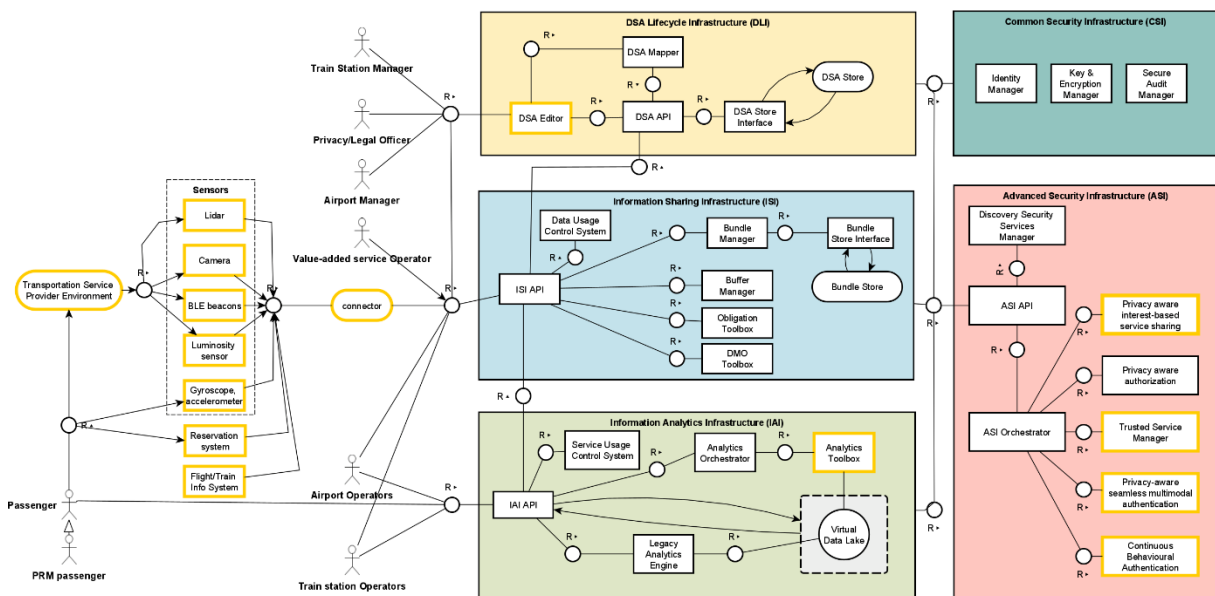 DSA Lifecycle Infrastructure (DLI)
Common Security Infrastructure (CSI)
Train Station Manager
R
R
DSA Mapper
DSA Store
Identity
Manager
Key &
Encryption
Manager
Secure
Audit
Manager
R
R
R
R
R
DSA Editor
DSA API
DSA Store
Interface
Privacy/Legal Officer
R
Airport Manager
Sensors
Information Sharing Infrastructure (ISI)
Advanced Security Infrastructure (ASI)
Lidar
Data Usage
Control System
R
Bundle
Manager
R
Bundle
Store Interface
Discovery Security
Services
Manager
R
Value-added service Operator
Camera
R
R
R
R
Transportation Service
Provider Environment
BLE beacons
connector
R
ISI API
R
Buffer
Manager
Bundle Store
R
ASI API
R
Privacy aware
interest-based
service sharing
Luminosity
sensor
R
Obligation
Toolbox
R
R
DMO
Toolbox
R
Privacy aware
authorization
Gyroscope,
accelerometer
R
Information Analytics Infrastructure (IAI)
R
R
Reservation
system
R
Service Usage
Control System
R
Analytics
Orchestrator
R
Analytics
Toolbox
ASI Orchestrator
Trusted Service
Manager
Flight/Train
Info System
R
Passenger
Airport Operators
R
IAI API
R
Privacy-aware
seamless multimodal
authentication
R
R
Virtual
Data Lake
R
PRM passenger
Legacy
Analytics
Engine
Continuous
Behavioural
Authentication
R
Train station Operators